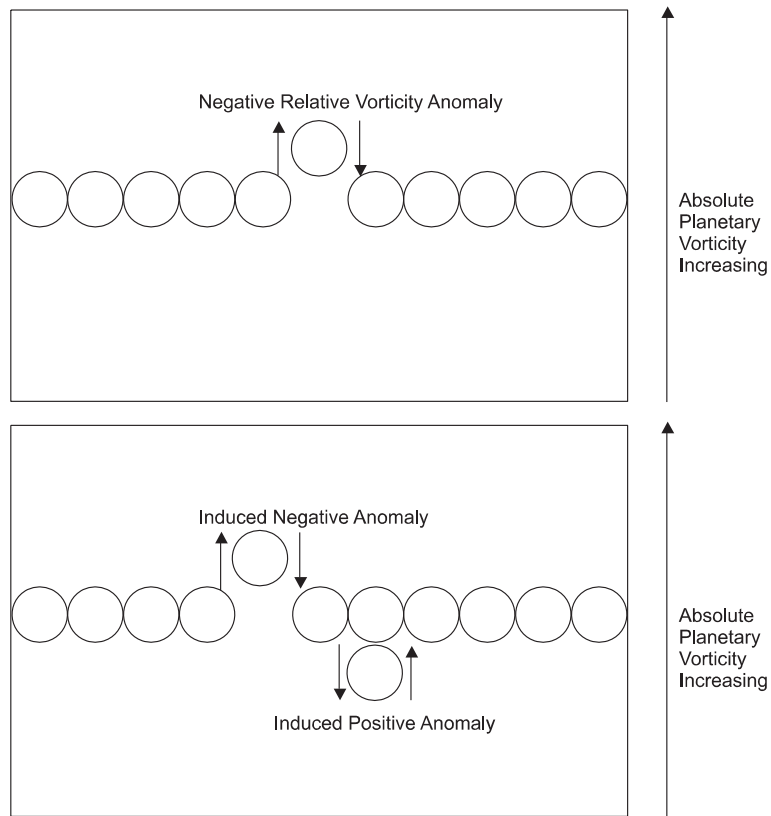 Negative Relative Vorticity Anomaly
Absolute
Planetary
Vorticity
Increasing
Induced Negative Anomaly
Absolute
Planetary
Vorticity
Increasing
Induced Positive Anomaly